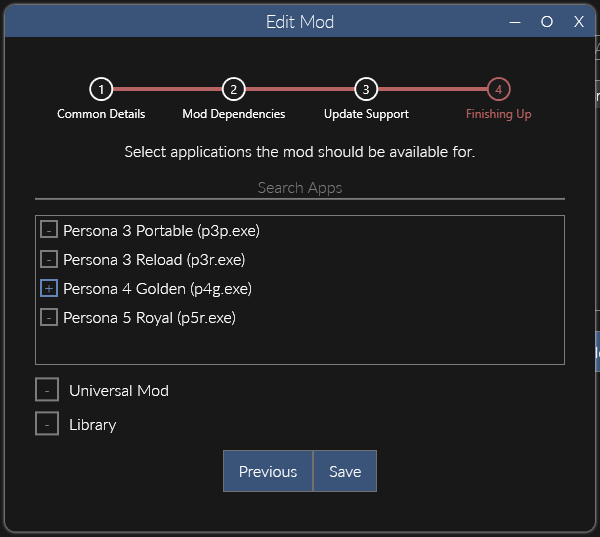 Edit Mod
1 2 3 4
Common Details Mod Dependencies Update Support Finishing Up
Select applications the mod should be available for.
Search Apps
- Persona 3 Portable (p3p.exe)
- Persona 3 Reload (p3r.exe)
+ Persona 4 Golden (p4g.exe)
- Persona 5 Royal (p5r.exe)
- Universal Mod
- Library
Previous Save